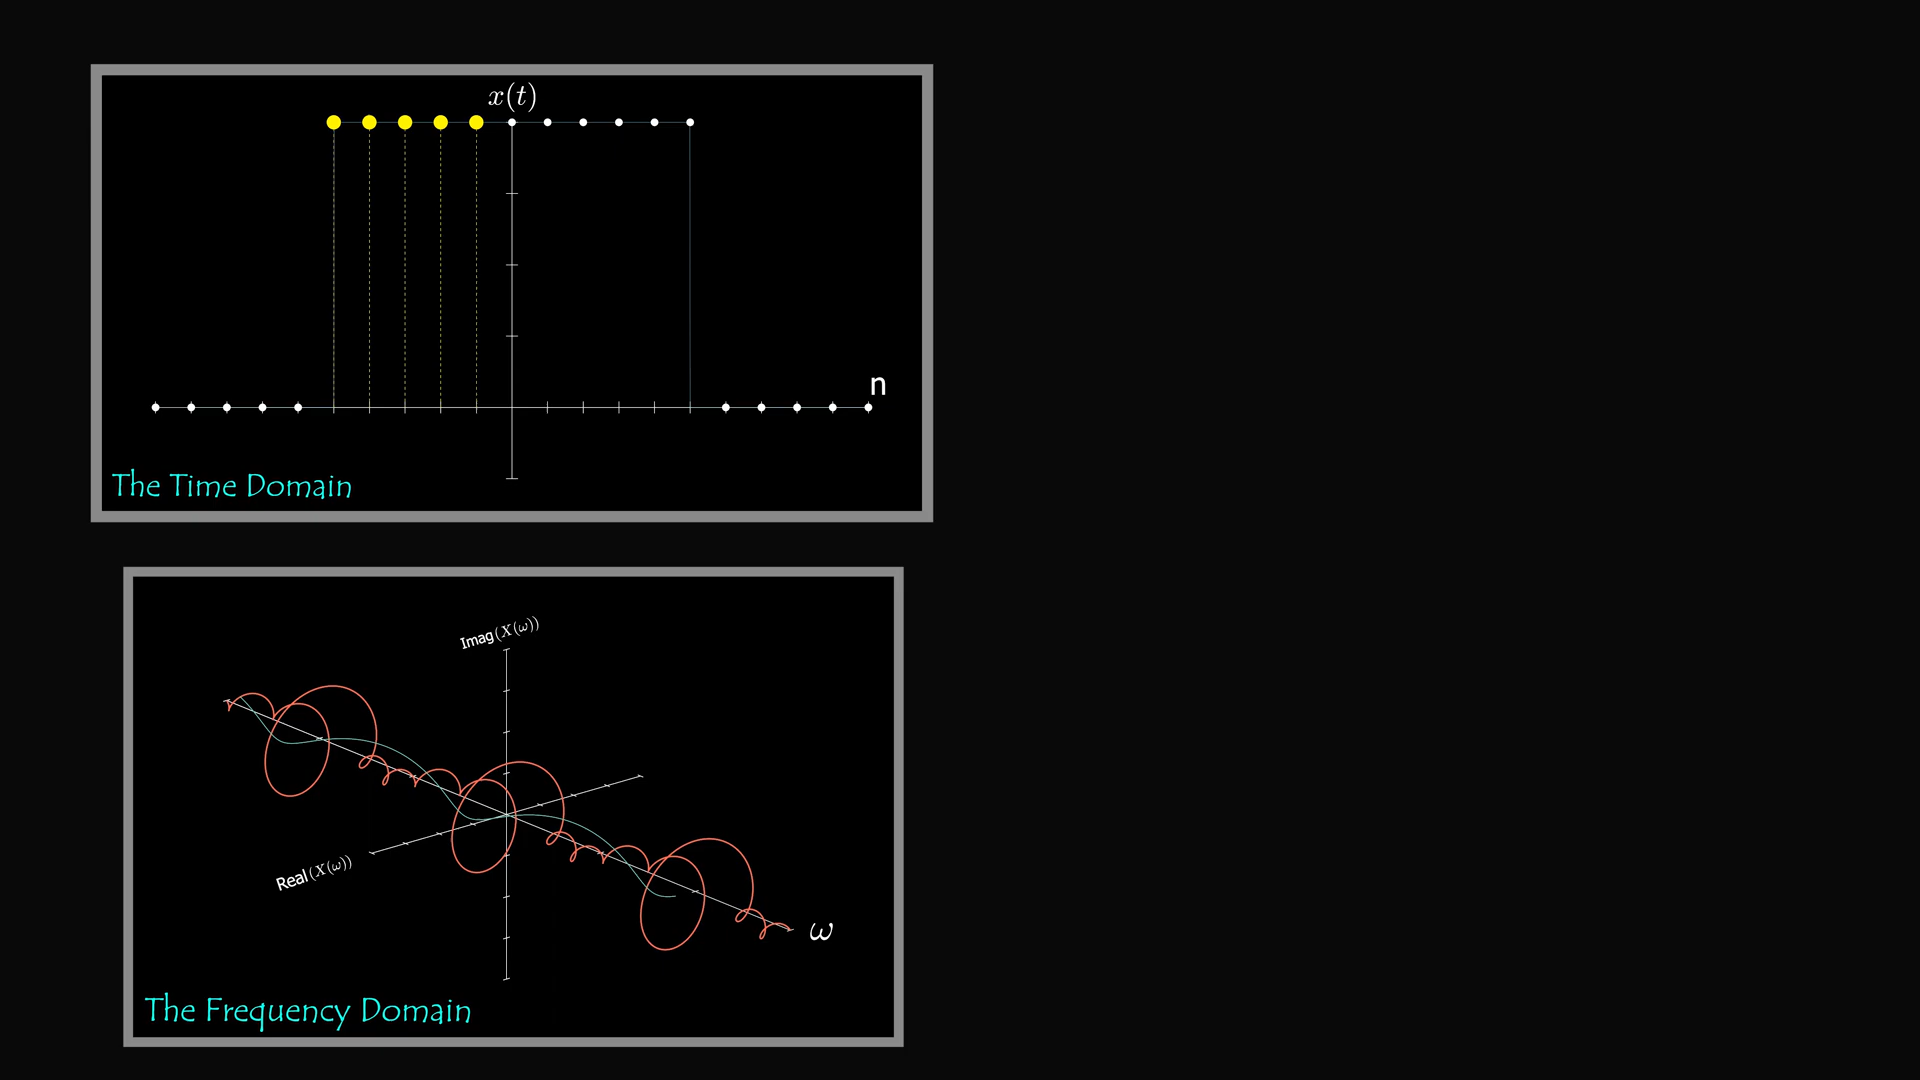 x(t)
n
The Time Domain
Imag(X(ω))
Real(X(ω))
ω
The Frequency Domain